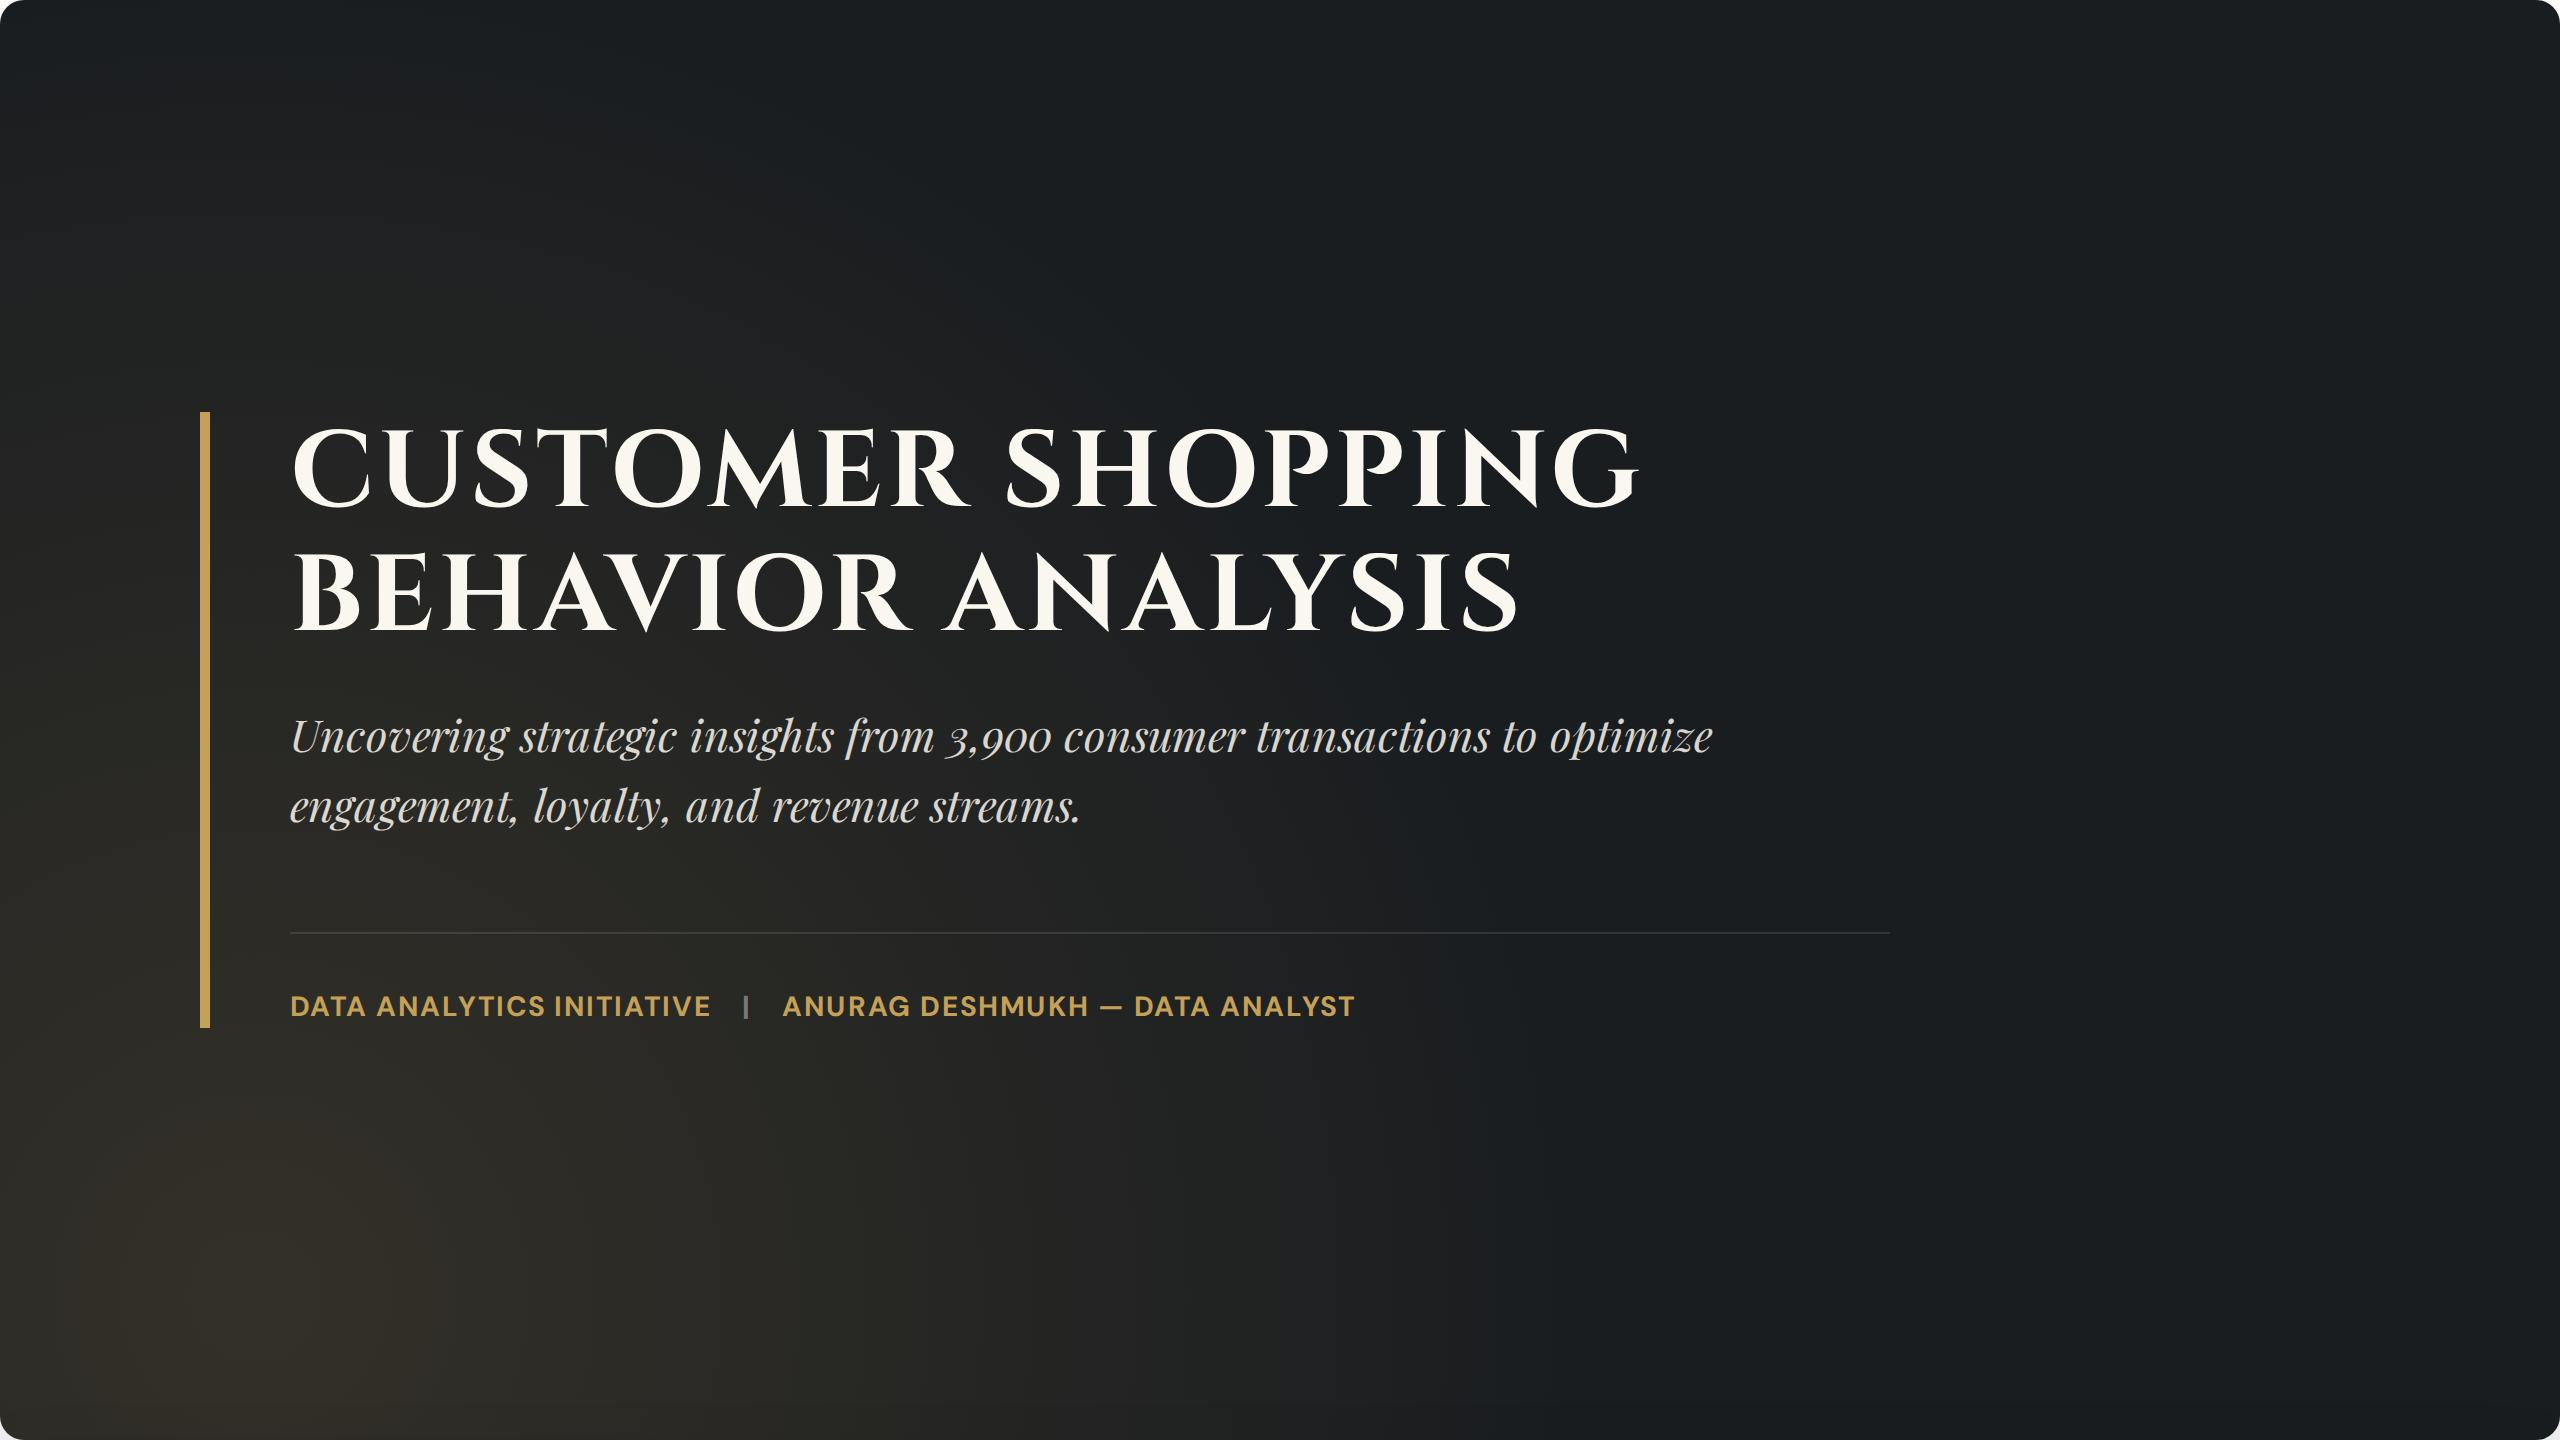 CUSTOMER SHOPPING
BEHAVIOR ANALYSIS
Uncovering strategic insights from 3,900 consumer transactions to optimize
engagement, loyalty, and revenue streams.
DATA ANALYTICS INITIATIVE | ANURAG DESHMUKH — DATA ANALYST